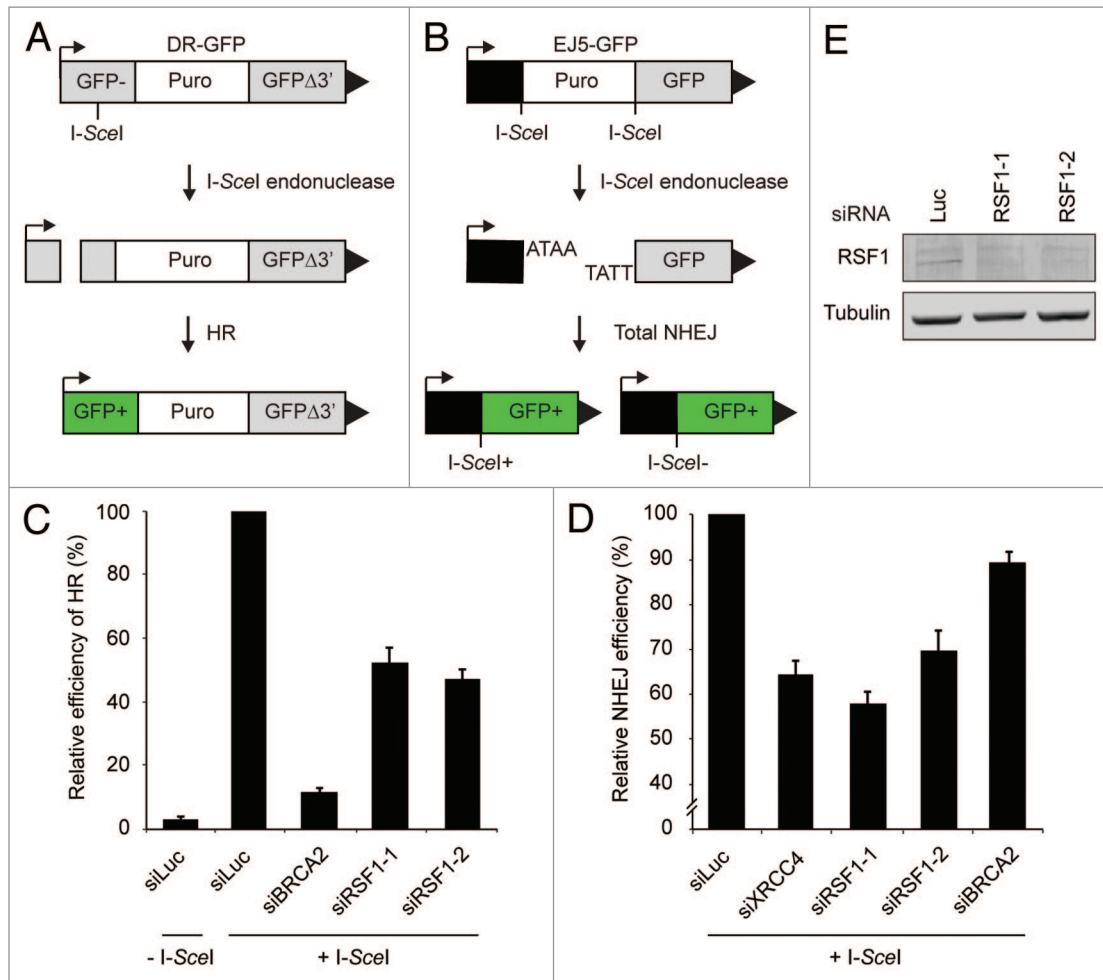 A
DR-GFP
GFP-
Puro
GFPΔ3'
I-SceI
I-SceI endonuclease
Puro
GFPΔ3'
HR
GFP+
Puro
GFPΔ3'
B
EJ5-GFP
Puro
GFP
I-SceI
I-SceI
I-SceI endonuclease
ATAA
TATT
GFP
Total NHEJ
GFP+
GFP+
I-SceI+
I-SceI-
E
siRNA
Luc
RSF1-1
RSF1-2
RSF1
Tubulin
C
Relative efficiency of HR (%)
100
80
60
40
20
0
siLuc
siLuc
siBRCA2
siRSF1-1
siRSF1-2
- I-SceI
+ I-SceI
D
Relative NHEJ efficiency (%)
100
90
80
70
60
50
40
0
siLuc
siXRCC4
siRSF1-1
siRSF1-2
siBRCA2
+ I-SceI